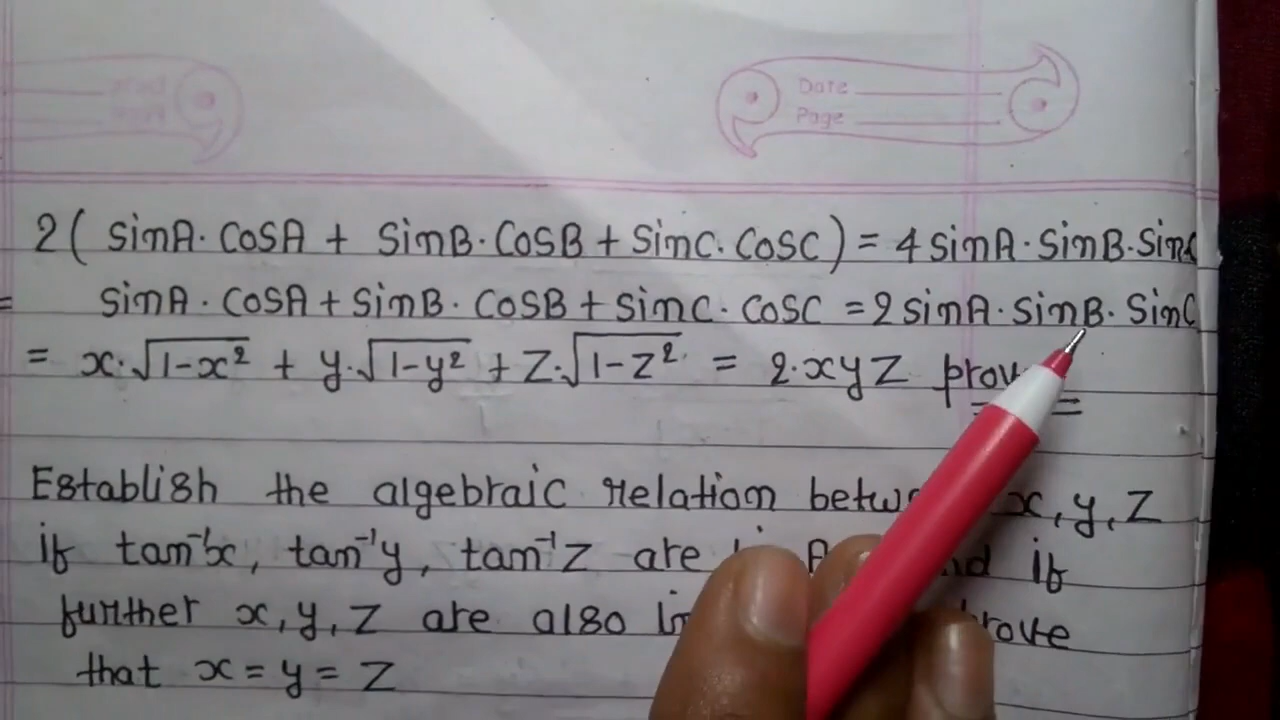 Date
Page
2( sinA· cosA + sinB· cosB + sinC· cosC ) = 4 sinA· sinB· sin
= sinA · cosA + sinB· cosB + sinC· cosC = 2 sinA· sinB· sinC
= x·√1-x² + y·√1-y² + z·√1-z² = 2·xyz
Establish the algebraic relation x, y, z
if tan⁻¹x, tan⁻¹y, tan⁻¹z are if
further x, y, z are also
that x = y = z